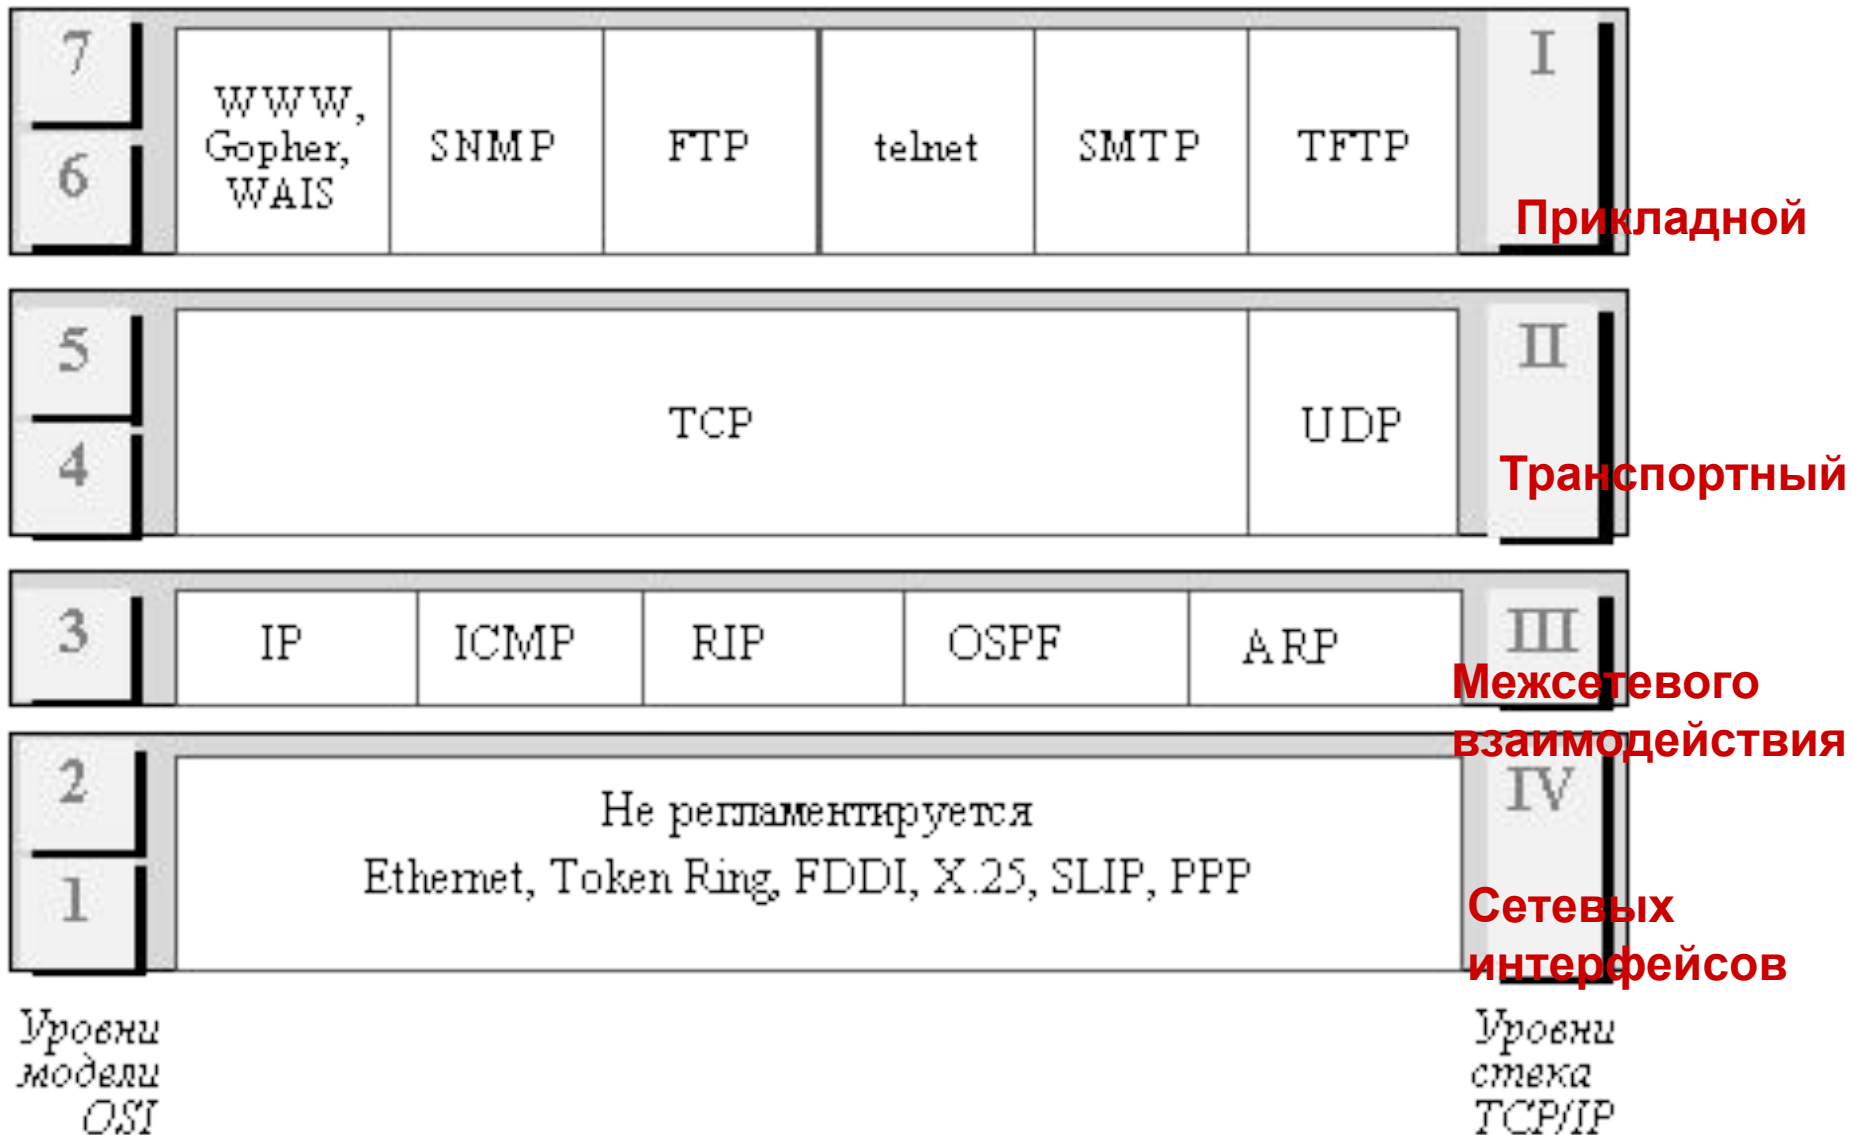 7
6
WWW,
Gopher,
WAIS
SNMP
FTP
telnet
SMTP
TFTP
I
Прикладной
5
4
TCP
UDP
II
Транспортный
3
IP
ICMP
RIP
OSPF
ARP
III
Межсетевого
взаимодействия
2
1
Не регламентируется
Ethernet, Token Ring, FDDI, X.25, SLIP, PPP
IV
Сетевых
интерфейсов
Уровни
модели
OSI
Уровни
стека
TCP/IP